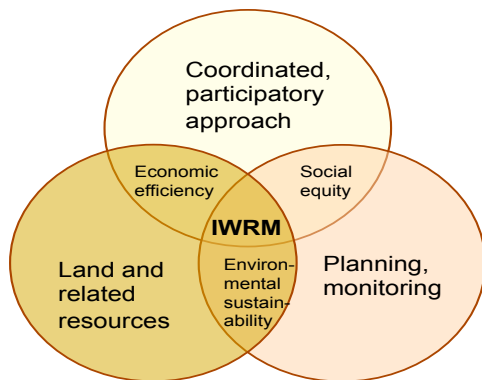 Coordinated,
participatory
approach
Economic
efficiency
Social
equity
IWRM
Land and
related
resources
Environ-
mental
sustain-
ability
Planning,
monitoring